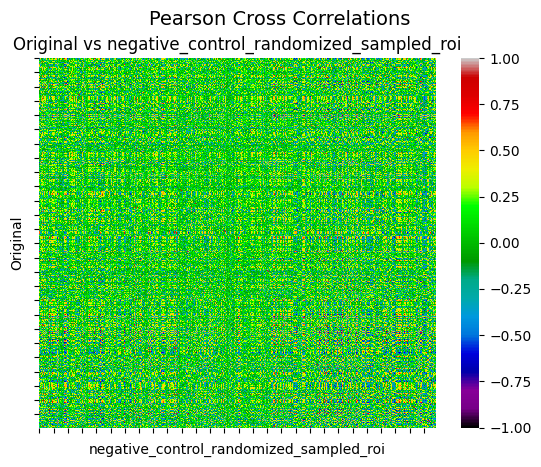 Pearson Cross Correlations
Original vs negative_control_randomized_sampled_roi
1.00
0.75
0.50
0.25
0.00
−0.25
−0.50
−0.75
−1.00
Original
negative_control_randomized_sampled_roi